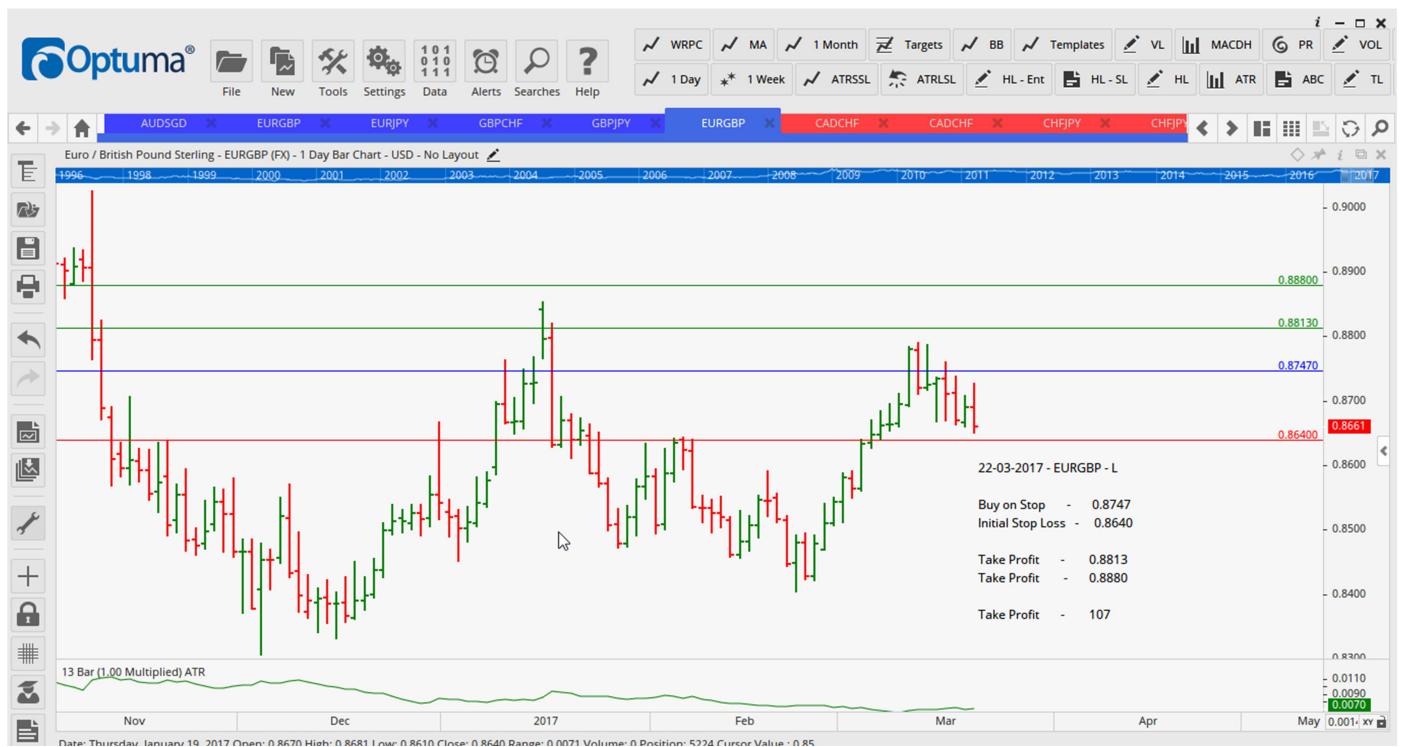 i
Optuma®
File New Tools Settings Data Alerts Searches Help
WRPC MA 1 Month Targets BB Templates VL MACDH PR VOL
1 Day 1 Week ATRSSL ATRLSL HL - Ent HL - SL HL ATR ABC TL
AUDSGD EURGBP EURJPY GBPCHF GBPJPY EURGBP CADCHF CADCHF CHFJPY CHFJPY
Euro / British Pound Sterling - EURGBP (FX) - 1 Day Bar Chart - USD - No Layout
1996 1998 1999 2000 2001 2002 2003 2004 2005 2006 2007 2008 2009 2010 2011 2012 2013 2014 2015 2016 2017
0.9000
0.8900
0.88800
0.88130
0.8800
0.87470
0.8700
0.8661
0.86400
0.8600
22-03-2017 - EURGBP - L
Buy on Stop - 0.8747
Initial Stop Loss - 0.8640
0.8500
Take Profit - 0.8813
Take Profit - 0.8880
0.8400
Take Profit - 107
0.8300
13 Bar (1.00 Multiplied) ATR
0.0110
0.0090
0.0070
Nov Dec 2017 Feb Mar Apr May 0.001 XY
Date: Thursday, January 19, 2017 Open: 0.8670 High: 0.8681 Low: 0.8610 Close: 0.8640 Range: 0.0071 Volume: 0 Position: 5224 Cursor Value : 0.85